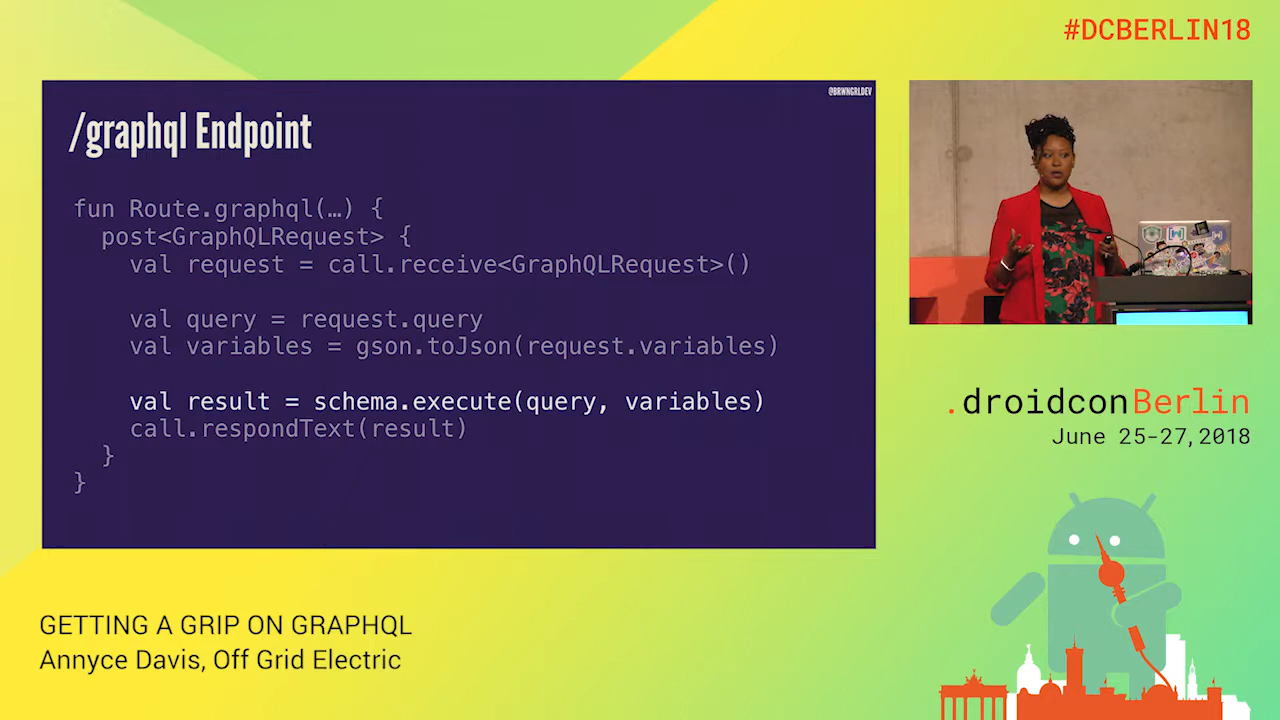 #DCBERLIN18
@BRWNGRLDEV
/graphql Endpoint
fun Route.graphql(…) {
post<GraphQLRequest> {
val request = call.receive<GraphQLRequest>()
val query = request.query
val variables = gson.toJson(request.variables)
val result = schema.execute(query, variables)
call.respondText(result)
}
}
.droidconBerlin
June 25-27,2018
GETTING A GRIP ON GRAPHQL
Annyce Davis, Off Grid Electric